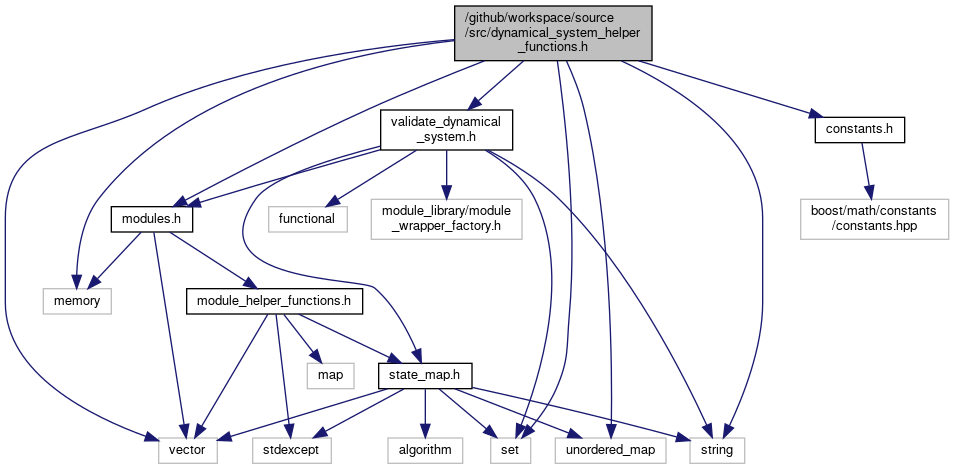 /github/workspace/source
/src/dynamical_system_helper
_functions.h
validate_dynamical
_system.h
constants.h
modules.h
functional
module_library/module
_wrapper_factory.h
boost/math/constants
/constants.hpp
memory
module_helper_functions.h
map
state_map.h
vector
stdexcept
algorithm
set
unordered_map
string